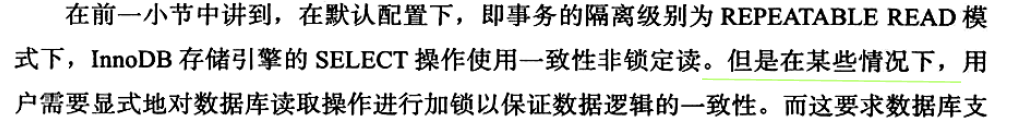 在前一小节中讲到，在默认配置下，即事务的隔离级别为 REPEATABLE READ 模
式下，InnoDB 存储引擎的 SELECT 操作使用一致性非锁定读。但是在某些情况下，用
户需要显式地对数据库读取操作进行加锁以保证数据逻辑的一致性。而这要求数据库支